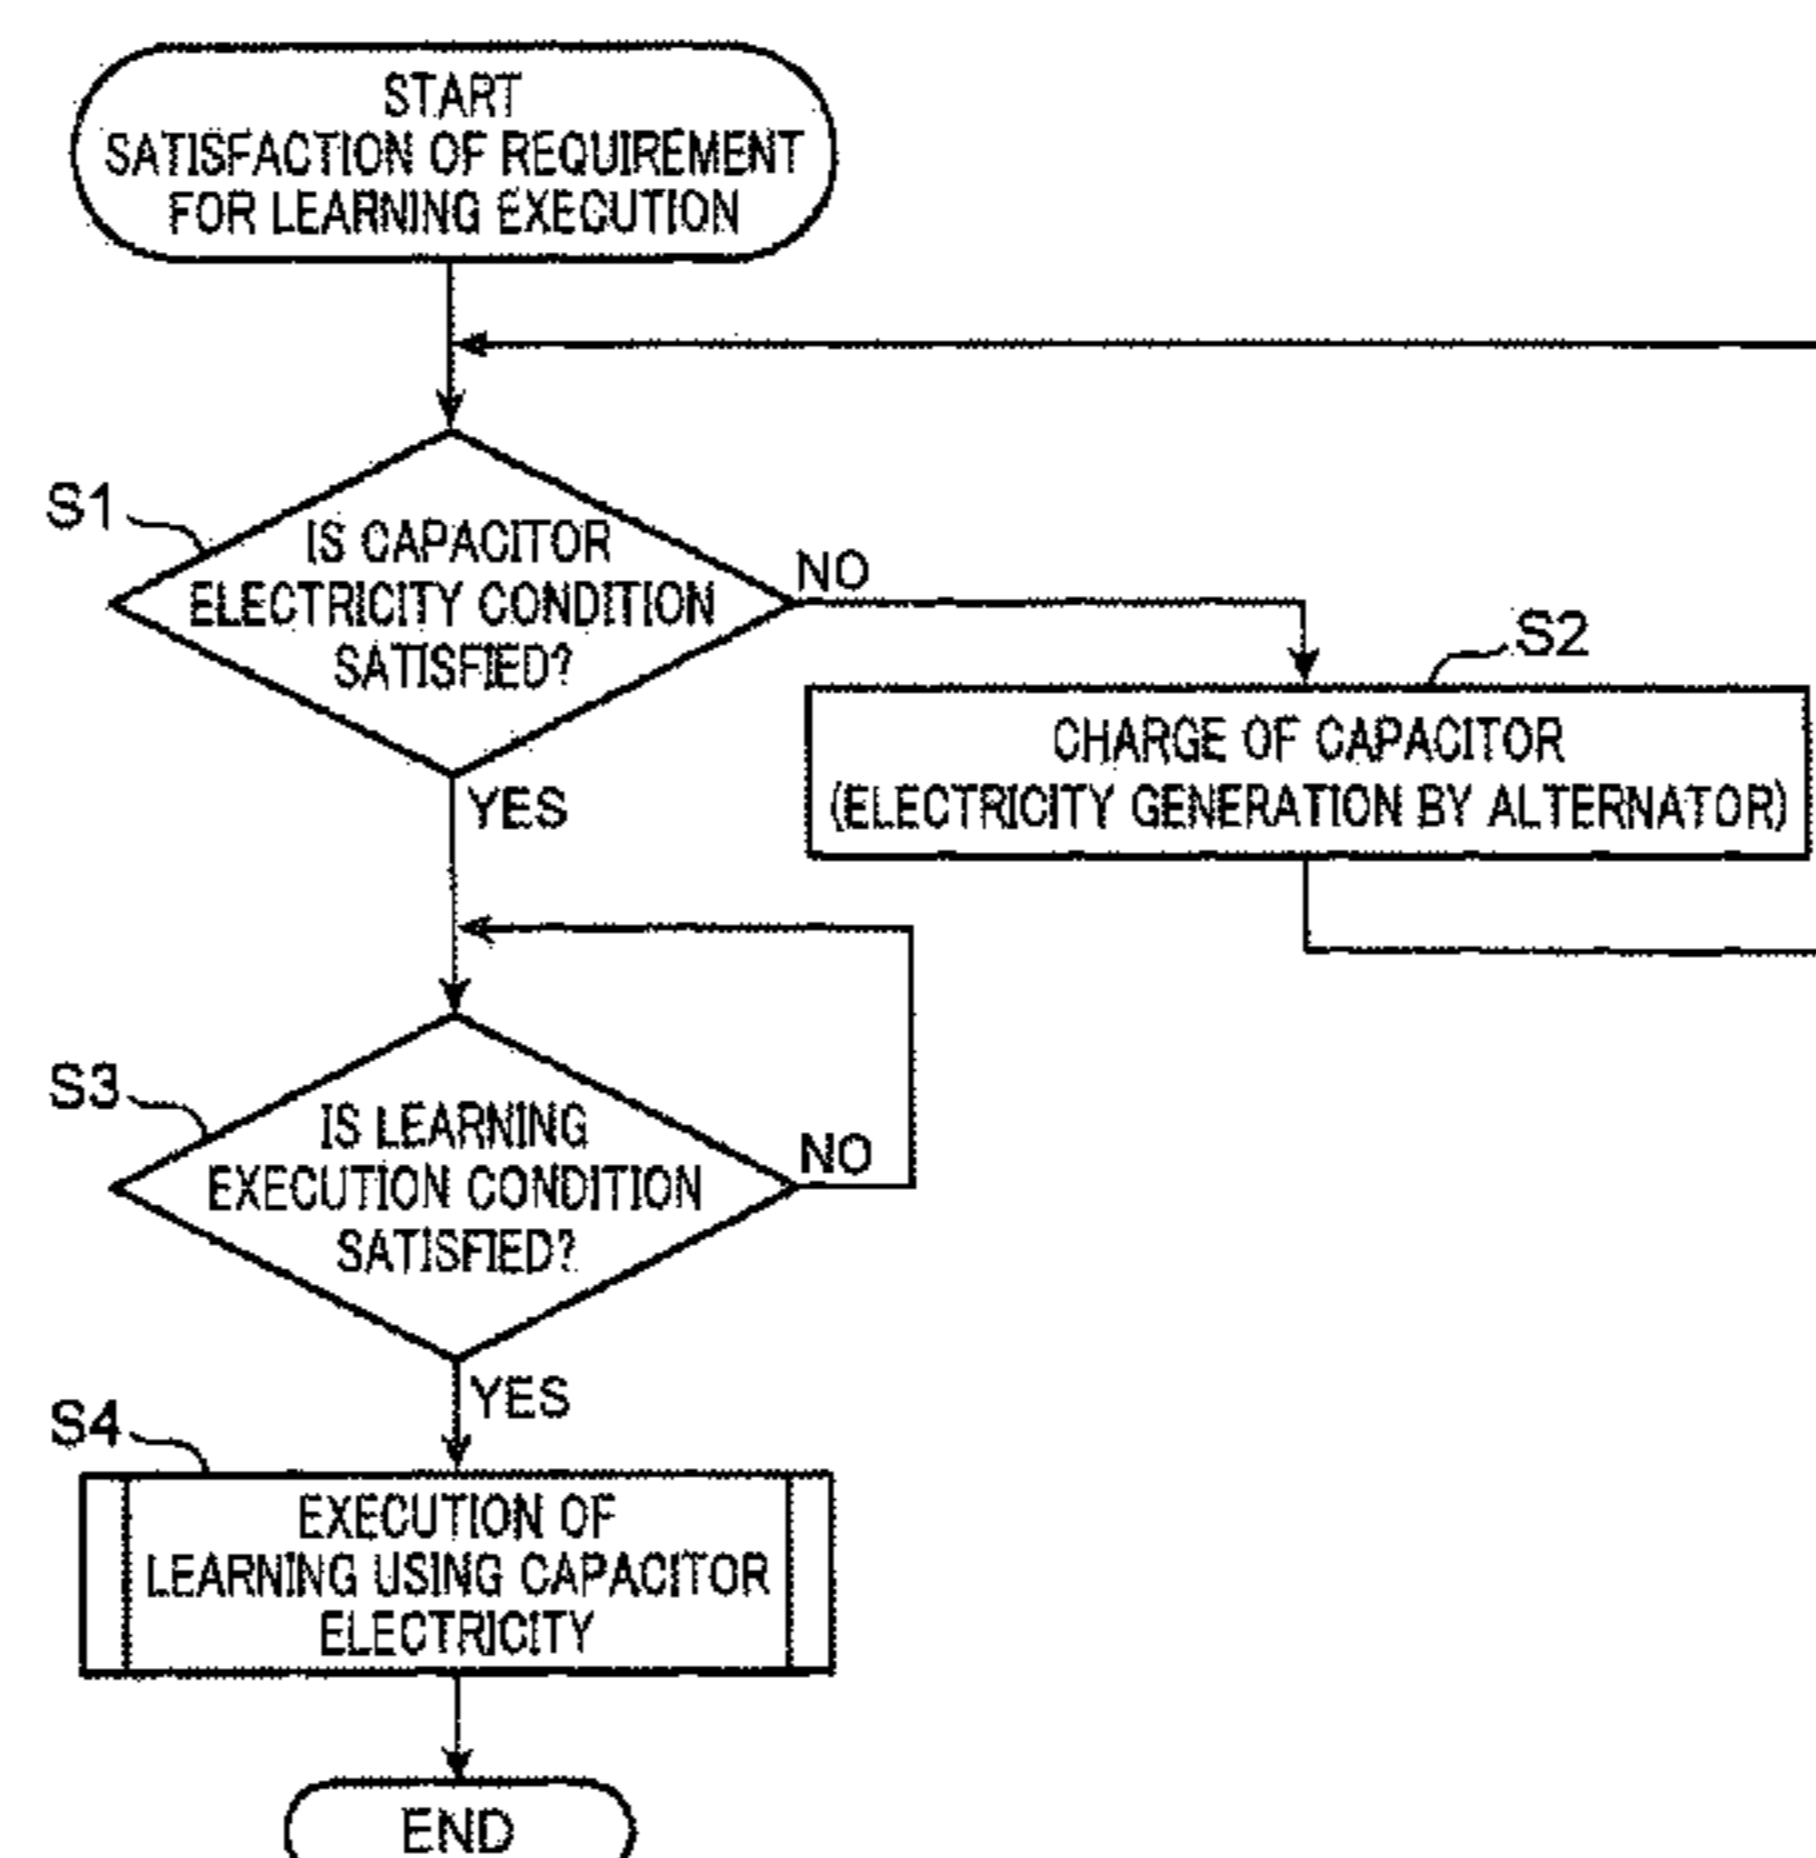 START
SATISFACTION OF REQUIREMENT
FOR LEARNING EXECUTION
S1
IS CAPACITOR
ELECTRICITY CONDITION
SATISFIED?
NO
YES
S2
CHARGE OF CAPACITOR
(ELECTRICITY GENERATION BY ALTERNATOR)
S3
IS LEARNING
EXECUTION CONDITION
SATISFIED?
NO
YES
S4
EXECUTION OF
LEARNING USING CAPACITOR
ELECTRICITY
END